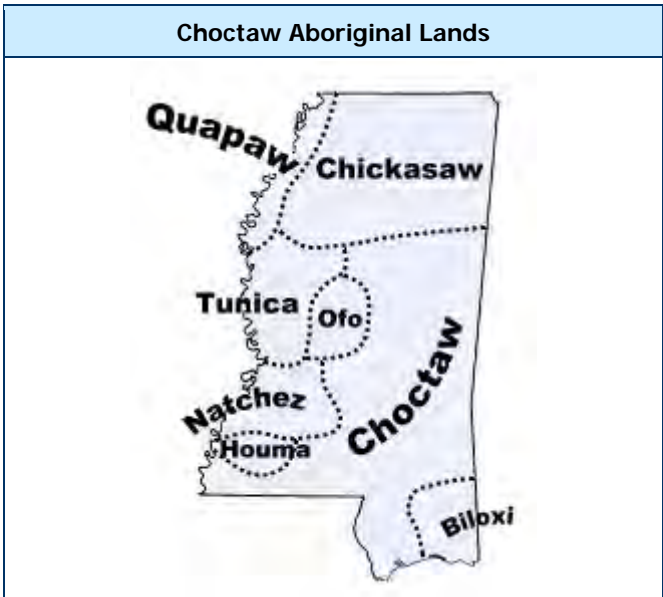 Choctaw Aboriginal Lands
Quapaw
Chickasaw
Tunica
Ofo
Choctaw
Natchez
Houma
Biloxi